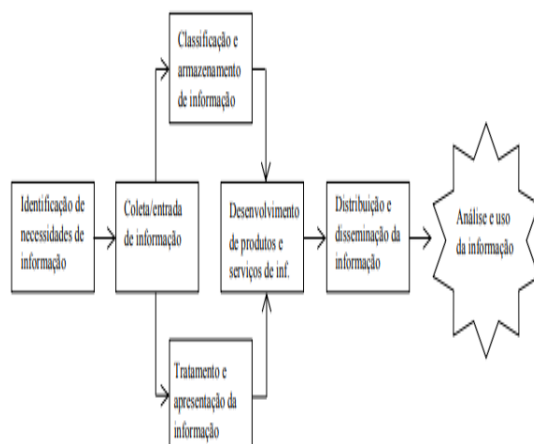 Classificação e
armazenamento
de informação
Identificação de
necessidades de
informação
Coleta/entrada
de informação
Desenvolvimento
de produtos e
serviços de inf.
Distribuição e
disseminação da
informação
Análise e uso
da informação
Tratamento e
apresentação da
informação